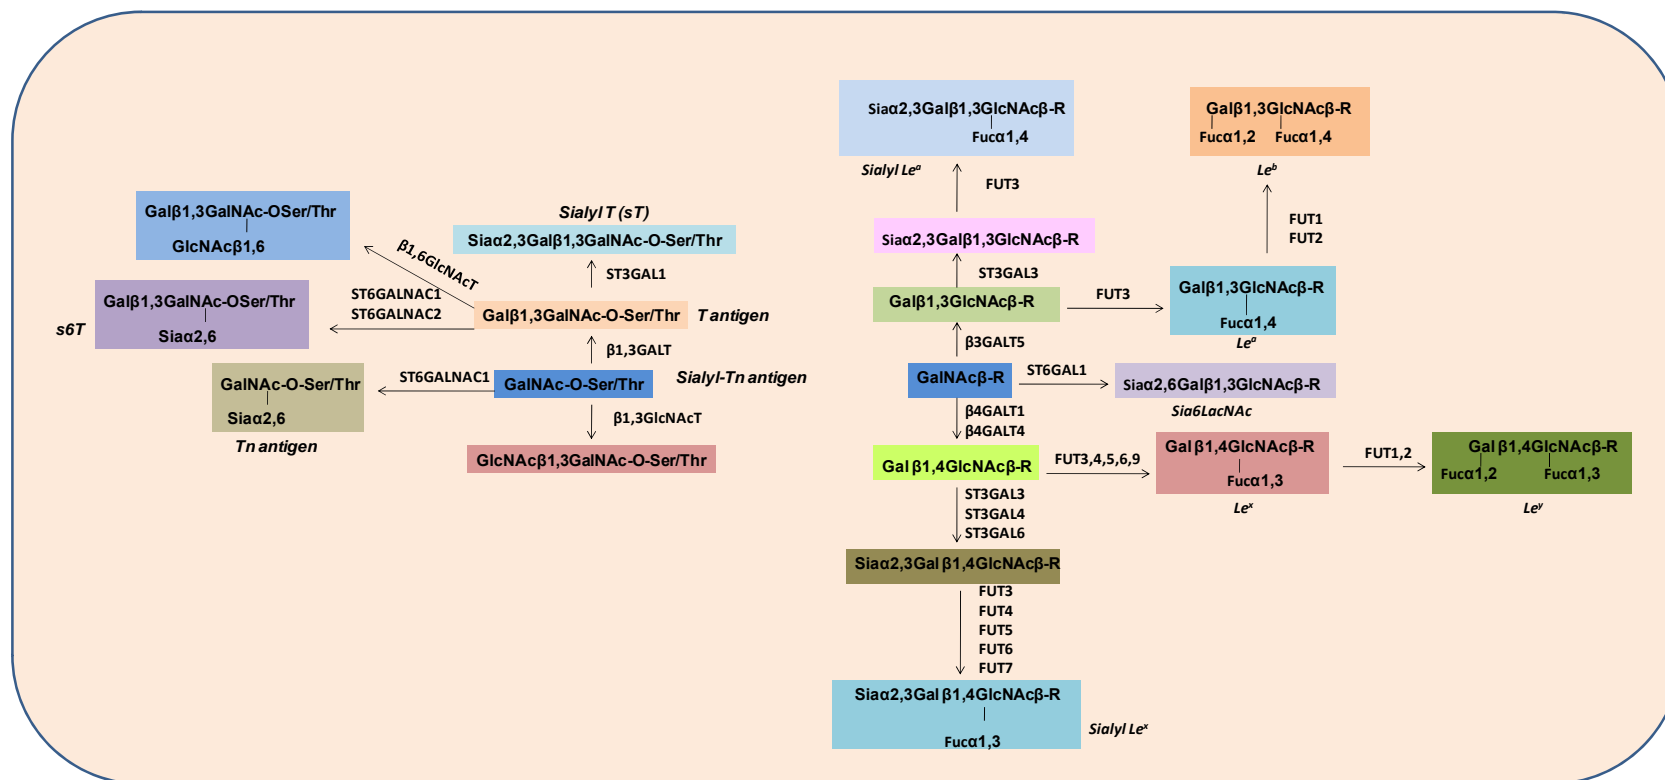 Galβ1,3GalNAc-OSer/Thr
GlcNAcβ1,6
β1,6GlcNAcT
Sialyl T (sT)
Siaα2,3Galβ1,3GalNAc-O-Ser/Thr
ST3GAL1
s6T
Galβ1,3GalNAc-OSer/Thr
Siaα2,6
ST6GALNAC1
ST6GALNAC2
Galβ1,3GalNAc-O-Ser/Thr
T antigen
β1,3GALT
GalNAc-O-Ser/Thr
Siaα2,6
Tn antigen
ST6GALNAC1
GalNAc-O-Ser/Thr
Sialyl-Tn antigen
β1,3GlcNAcT
GlcNAcβ1,3GalNAc-O-Ser/Thr
Siaα2,3Galβ1,3GlcNAcβ-R
Fucα1,4
Sialyl Leᵃ
FUT3
Siaα2,3Galβ1,3GlcNAcβ-R
ST3GAL3
Galβ1,3GlcNAcβ-R
FUT3
Galβ1,3GlcNAcβ-R
Fucα1,2 Fucα1,4
Leᵇ
FUT1
FUT2
Galβ1,3GlcNAcβ-R
Fucα1,4
Leᵃ
β3GALT5
GalNAcβ-R
ST6GAL1
Siaα2,6Galβ1,3GlcNAcβ-R
Sia6LacNAc
β4GALT1
β4GALT4
Gal β1,4GlcNAcβ-R
FUT3,4,5,6,9
Gal β1,4GlcNAcβ-R
Fucα1,3
Leˣ
FUT1,2
Gal β1,4GlcNAcβ-R
Fucα1,2 Fucα1,3
Leʸ
ST3GAL3
ST3GAL4
ST3GAL6
Siaα2,3Gal β1,4GlcNAcβ-R
FUT3
FUT4
FUT5
FUT6
FUT7
Siaα2,3Gal β1,4GlcNAcβ-R
Fucα1,3
Sialyl Leˣ